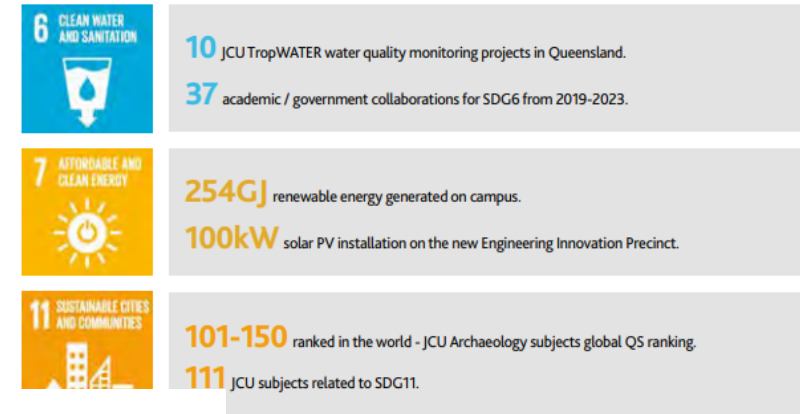 6 CLEAN WATER
AND SANITATION
10 JCU TropWATER water quality monitoring projects in Queensland.
37 academic / government collaborations for SDG6 from 2019-2023.
7 AFFORDABLE AND
CLEAN ENERGY
254GJ renewable energy generated on campus.
100kW solar PV installation on the new Engineering Innovation Precinct.
11 SUSTAINABLE CITIES
AND COMMUNITIES
101-150 ranked in the world - JCU Archaeology subjects global QS ranking.
111 JCU subjects related to SDG11.